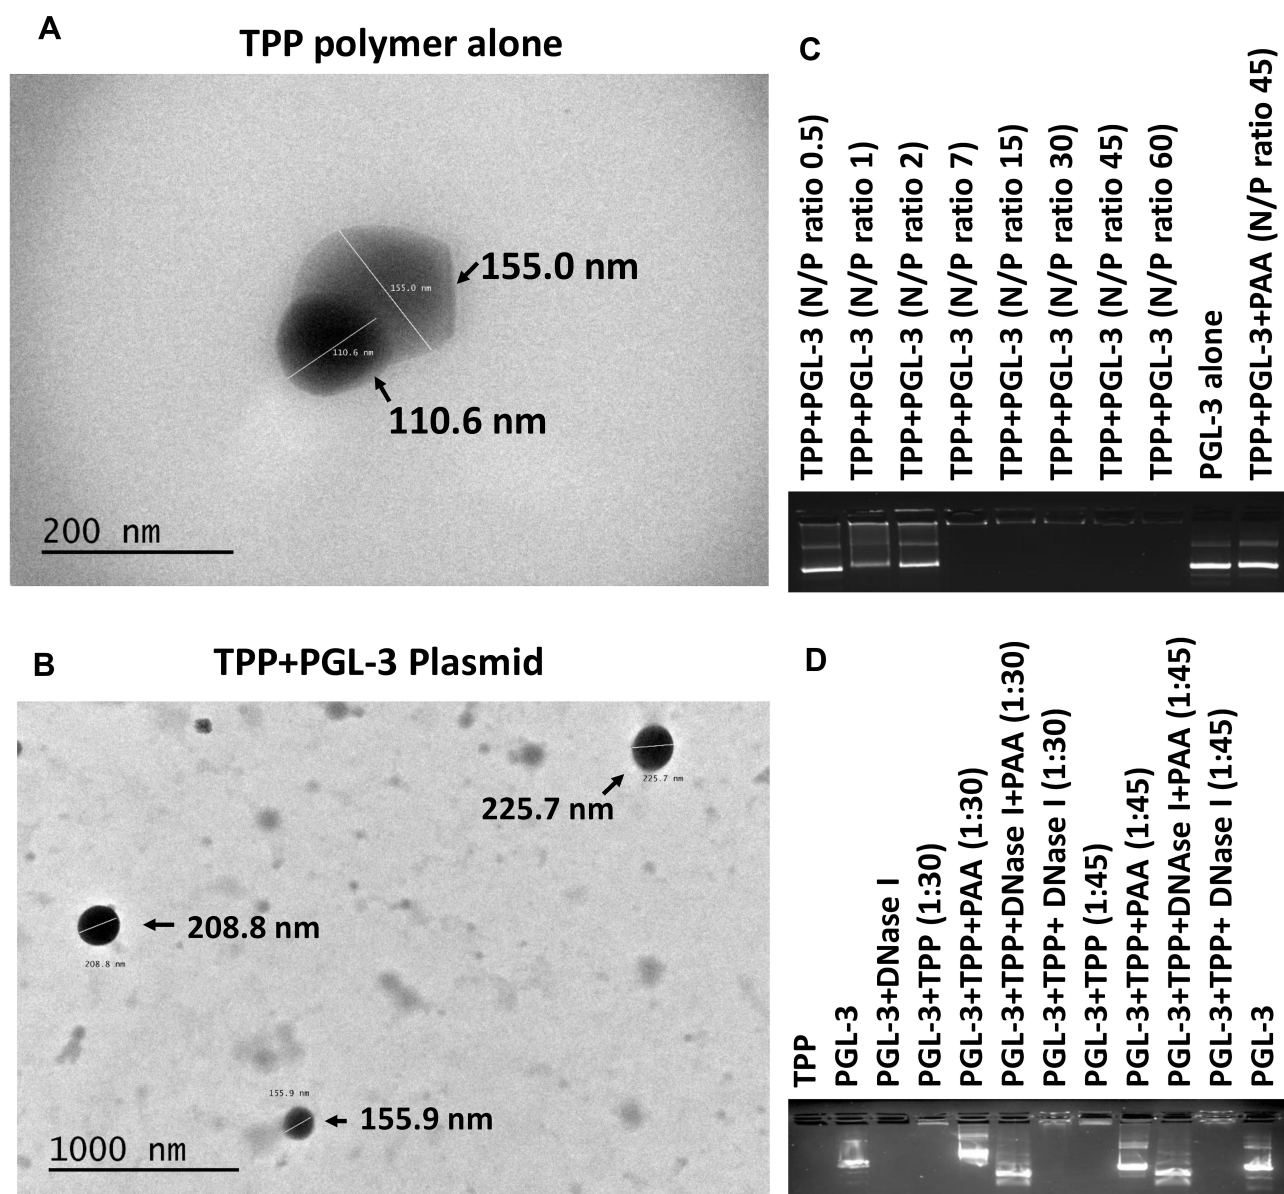 A
TPP polymer alone
155.0 nm
155.0 nm
110.6 nm
110.6 nm
200 nm
B
TPP+PGL-3 Plasmid
225.7 nm
225.7 nm
208.8 nm
208.8 nm
155.9 nm
155.9 nm
1000 nm
C
TPP+PGL-3 (N/P ratio 0.5)
TPP+PGL-3 (N/P ratio 1)
TPP+PGL-3 (N/P ratio 2)
TPP+PGL-3 (N/P ratio 7)
TPP+PGL-3 (N/P ratio 15)
TPP+PGL-3 (N/P ratio 30)
TPP+PGL-3 (N/P ratio 45)
TPP+PGL-3 (N/P ratio 60)
PGL-3 alone
TPP+PGL-3+PAA (N/P ratio 45)
D
TPP
PGL-3
PGL-3+DNase I
PGL-3+TPP (1:30)
PGL-3+TPP+PAA (1:30)
PGL-3+TPP+DNase I+PAA (1:30)
PGL-3+TPP+ DNase I (1:30)
PGL-3+TPP (1:45)
PGL-3+TPP+PAA (1:45)
PGL-3+TPP+DNAse I+PAA (1:45)
PGL-3+TPP+ DNase I (1:45)
PGL-3